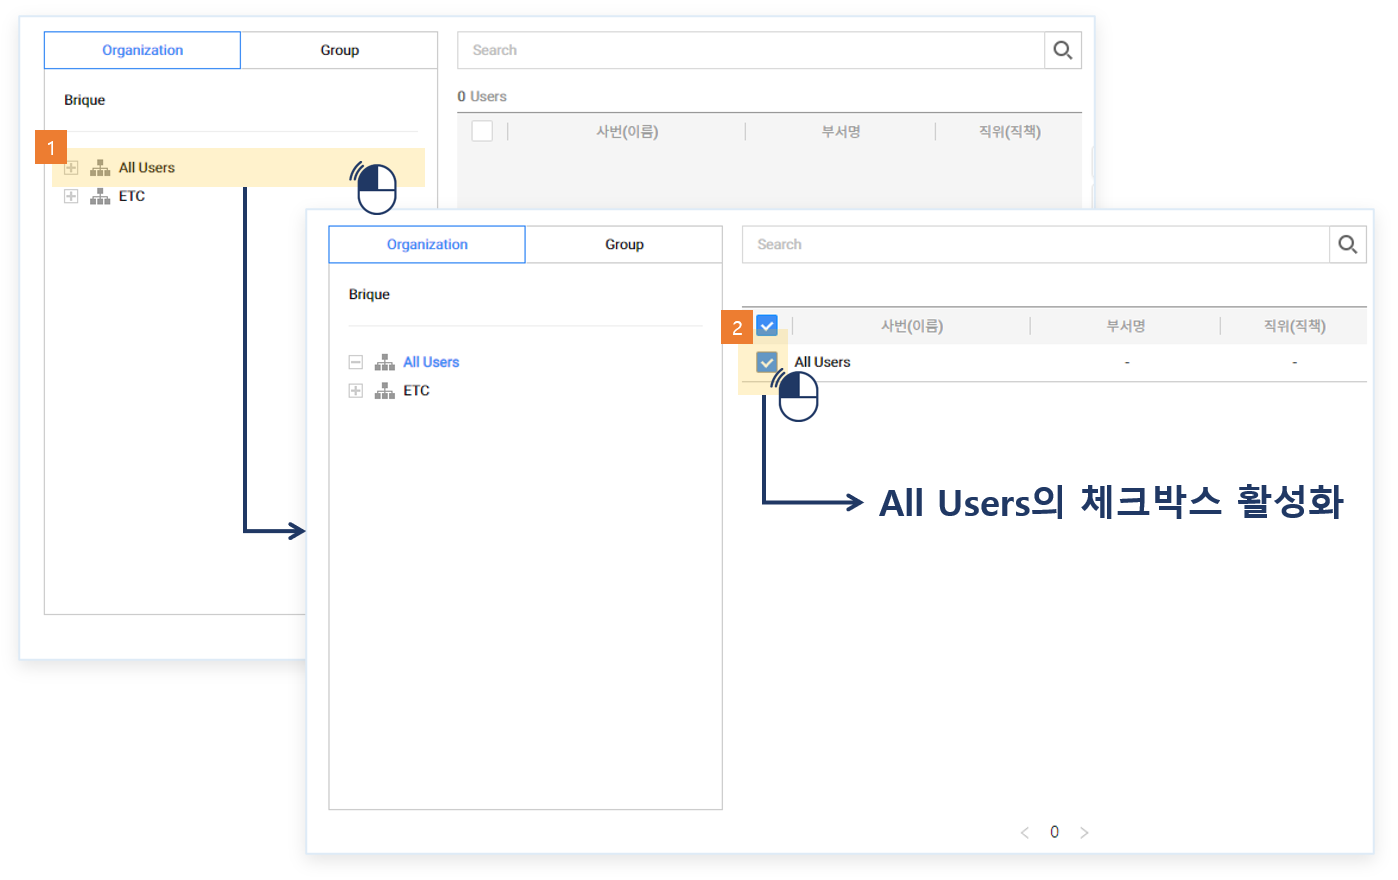 Organization
Group
Search
Brique
0 Users
사번(이름)
부서명
직위(직책)
1
All Users
ETC
Organization
Group
Search
Brique
2
사번(이름)
부서명
직위(직책)
All Users
All Users
-
-
ETC
All Users의 체크박스 활성화
< 0 >